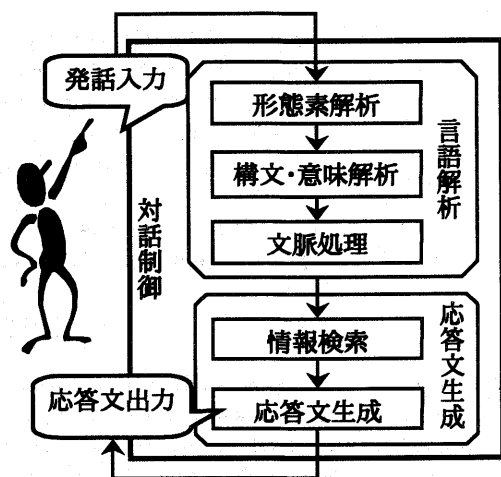 発話入力
形態素解析
構文・意味解析
文脈処理
言語解析
対話制御
情報検索
応答文生成
応答文生成
応答文出力